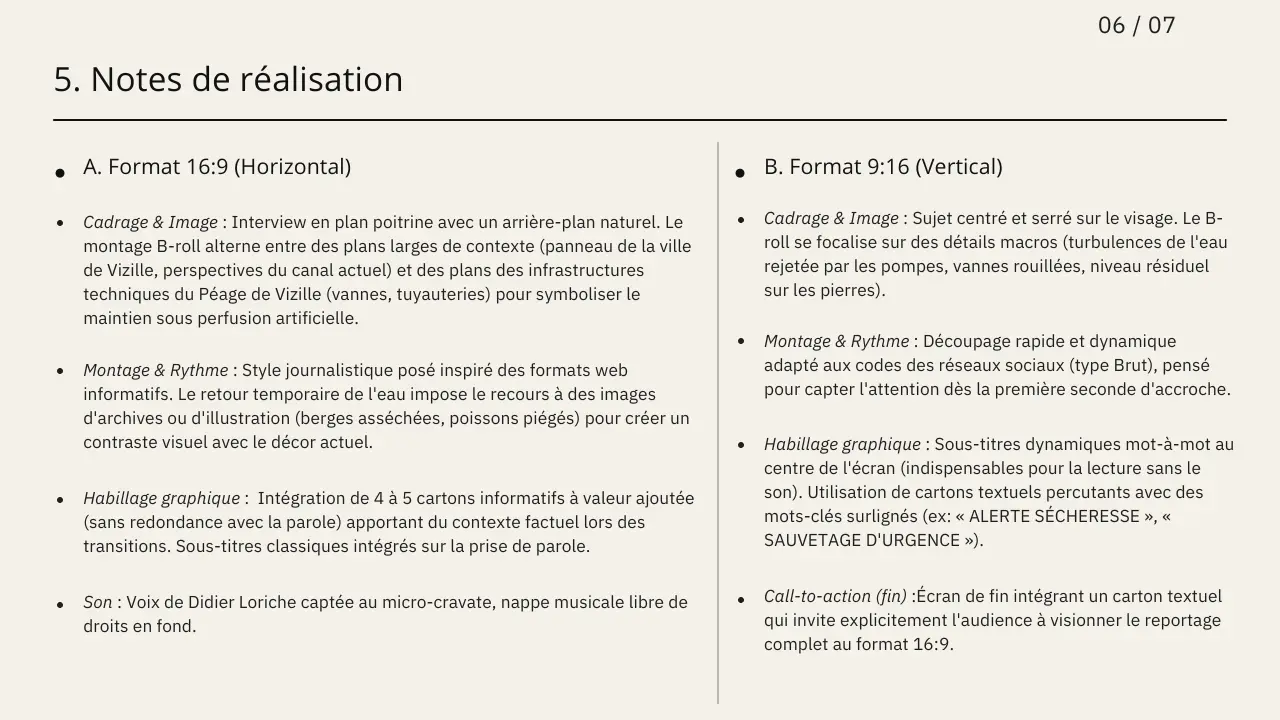 06 / 07
5. Notes de réalisation
A. Format 16:9 (Horizontal)
Cadrage & Image : Interview en plan poitrine avec un arrière-plan naturel. Le
montage B-roll alterne entre des plans larges de contexte (panneau de la ville
de Vizille, perspectives du canal actuel) et des plans des infrastructures
techniques du Péage de Vizille (vannes, tuyauteries) pour symboliser le
maintien sous perfusion artificielle.
Montage & Rythme : Style journalistique posé inspiré des formats web
informatifs. Le retour temporaire de l'eau impose le recours à des images
d'archives ou d'illustration (berges asséchées, poissons piégés) pour créer un
contraste visuel avec le décor actuel.
Habillage graphique :  Intégration de 4 à 5 cartons informatifs à valeur ajoutée
(sans redondance avec la parole) apportant du contexte factuel lors des
transitions. Sous-titres classiques intégrés sur la prise de parole.
Son : Voix de Didier Loriche captée au micro-cravate, nappe musicale libre de
droits en fond.
B. Format 9:16 (Vertical)
Cadrage & Image : Sujet centré et serré sur le visage. Le B-
roll se focalise sur des détails macros (turbulences de l'eau
rejetée par les pompes, vannes rouillées, niveau résiduel
sur les pierres).
Montage & Rythme : Découpage rapide et dynamique
adapté aux codes des réseaux sociaux (type Brut), pensé
pour capter l'attention dès la première seconde d'accroche.
Habillage graphique : Sous-titres dynamiques mot-à-mot au
centre de l'écran (indispensables pour la lecture sans le
son). Utilisation de cartons textuels percutants avec des
mots-clés surlignés (ex: « ALERTE SÉCHERESSE », «
SAUVETAGE D'URGENCE »).
Call-to-action (fin) :Écran de fin intégrant un carton textuel
qui invite explicitement l'audience à visionner le reportage
complet au format 16:9.